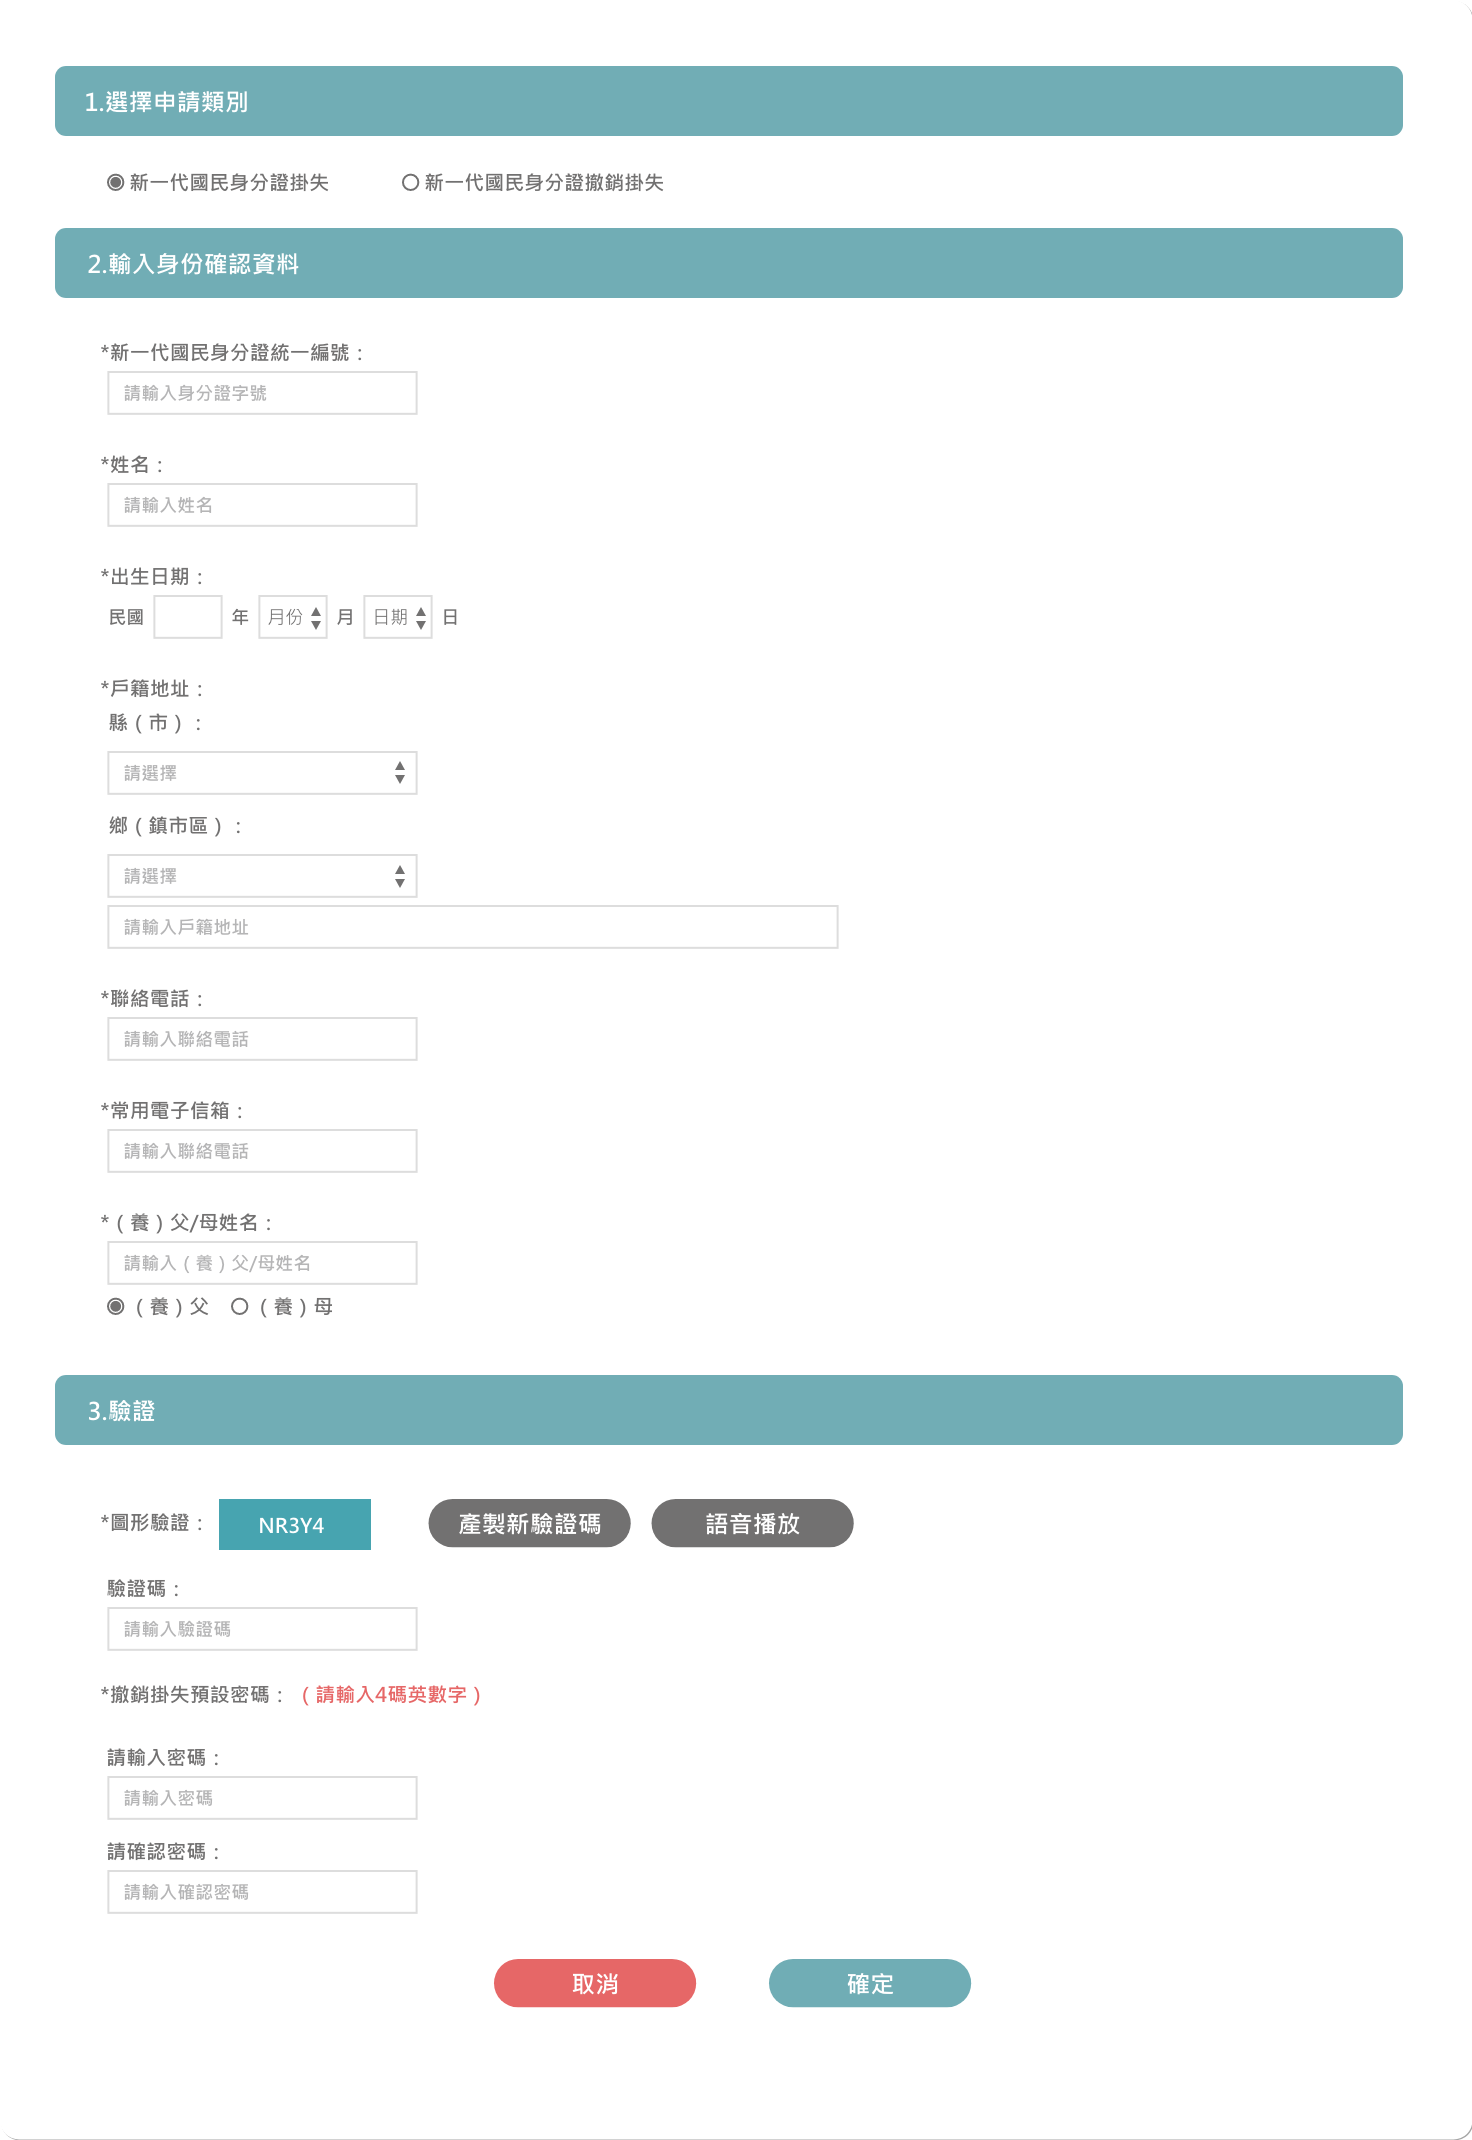 1.選擇申請類別
新一代國民身分證掛失 新一代國民身分證撤銷掛失
2.輸入身份確認資料
*新一代國民身分證統一編號：
請輸入身分證字號
*姓名：
請輸入姓名
*出生日期：
民國 年 月份 月 日期 日
*戶籍地址：
縣（市）：
請選擇
鄉（鎮市區）：
請選擇
請輸入戶籍地址
*聯絡電話：
請輸入聯絡電話
*常用電子信箱：
請輸入聯絡電話
*（養）父/母姓名：
請輸入（養）父/母姓名
（養）父 （養）母
3.驗證
*圖形驗證： NR3Y4 產製新驗證碼 語音播放
驗證碼：
請輸入驗證碼
*撤銷掛失預設密碼：（請輸入4碼英數字）
請輸入密碼：
請輸入密碼
請確認密碼：
請輸入確認密碼
取消 確定